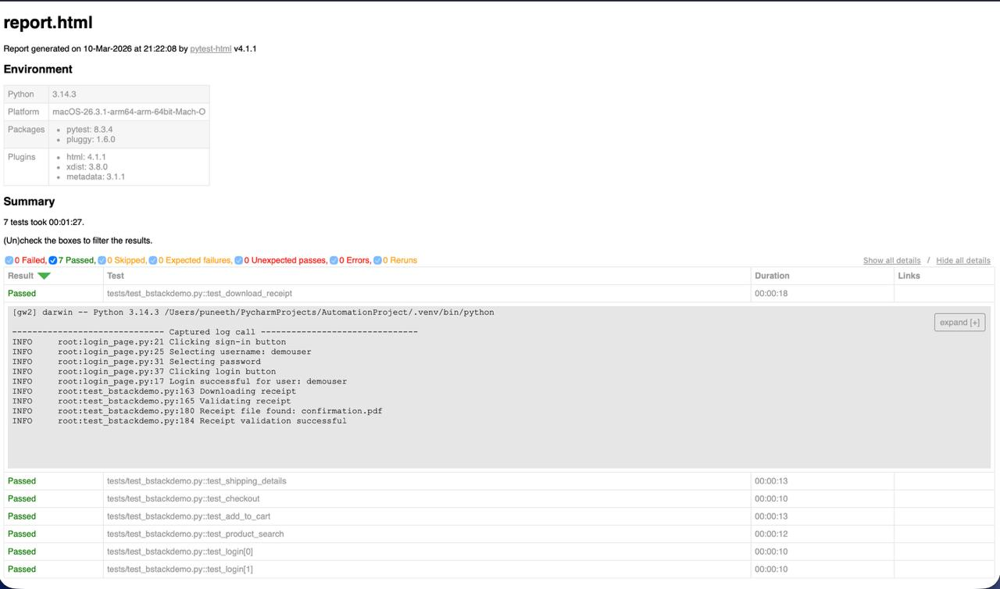 report.html
Report generated on 10-Mar-2026 at 21:22:08 by pytest-html v4.1.1
Environment
Python 3.14.3
Platform macOS-26.3.1-arm64-arm-64bit-Mach-O
Packages • pytest: 8.3.4
• pluggy: 1.6.0
Plugins • html: 4.1.1
• xdist: 3.8.0
• metadata: 3.1.1
Summary
7 tests took 00:01:27.
(Un)check the boxes to filter the results.
0 Failed, 7 Passed, 0 Skipped, 0 Expected failures, 0 Unexpected passes, 0 Errors, 0 Reruns Show all details / Hide all details
Result Test Duration Links
Passed tests/test_bstackdemo.py::test_download_receipt 00:00:18
[gw2] darwin -- Python 3.14.3 /Users/puneeth/PycharmProjects/AutomationProject/.venv/bin/python
expand [+]
------------------------------ Captured log call -------------------------------
INFO     root:login_page.py:21 Clicking sign-in button
INFO     root:login_page.py:25 Selecting username: demouser
INFO     root:login_page.py:31 Selecting password
INFO     root:login_page.py:37 Clicking login button
INFO     root:login_page.py:17 Login successful for user: demouser
INFO     root:test_bstackdemo.py:163 Downloading receipt
INFO     root:test_bstackdemo.py:165 Validating receipt
INFO     root:test_bstackdemo.py:180 Receipt file found: confirmation.pdf
INFO     root:test_bstackdemo.py:184 Receipt validation successful
Passed tests/test_bstackdemo.py::test_shipping_details 00:00:13
Passed tests/test_bstackdemo.py::test_checkout 00:00:10
Passed tests/test_bstackdemo.py::test_add_to_cart 00:00:13
Passed tests/test_bstackdemo.py::test_product_search 00:00:12
Passed tests/test_bstackdemo.py::test_login[0] 00:00:10
Passed tests/test_bstackdemo.py::test_login[1] 00:00:10